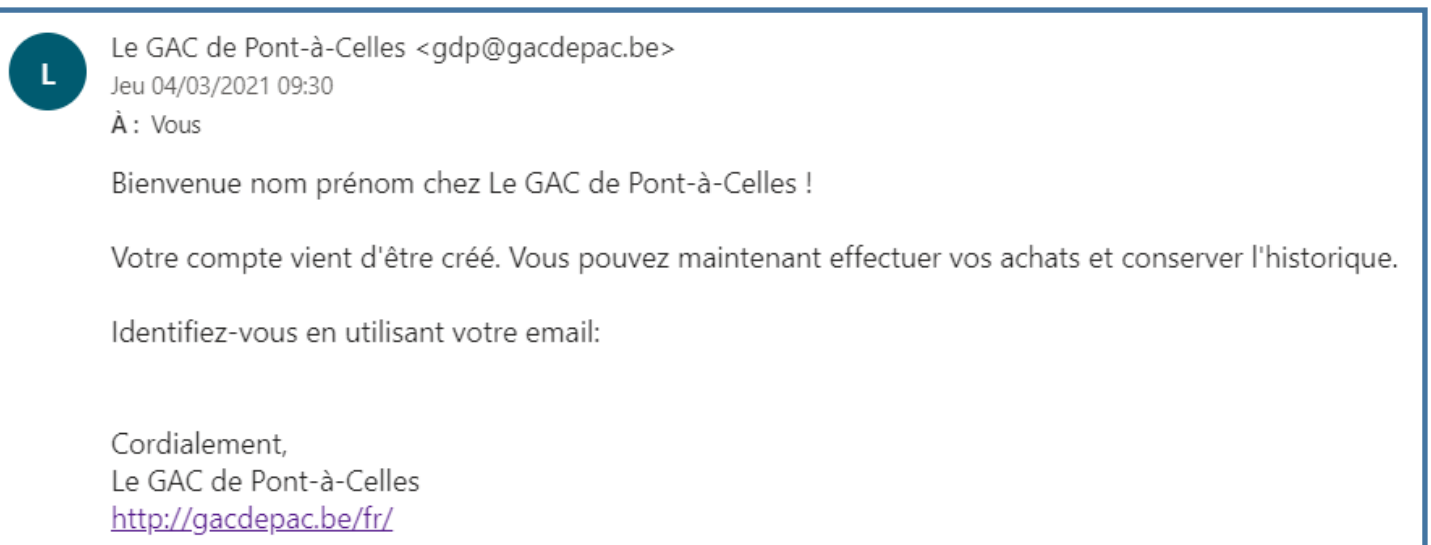 L
Le GAC de Pont-à-Celles <gdp@gacdepac.be>
Jeu 04/03/2021 09:30
À : Vous
Bienvenue nom prénom chez Le GAC de Pont-à-Celles !
Votre compte vient d'être créé. Vous pouvez maintenant effectuer vos achats et conserver l'historique.
Identifiez-vous en utilisant votre email:
Cordialement,
Le GAC de Pont-à-Celles
http://gacdepac.be/fr/